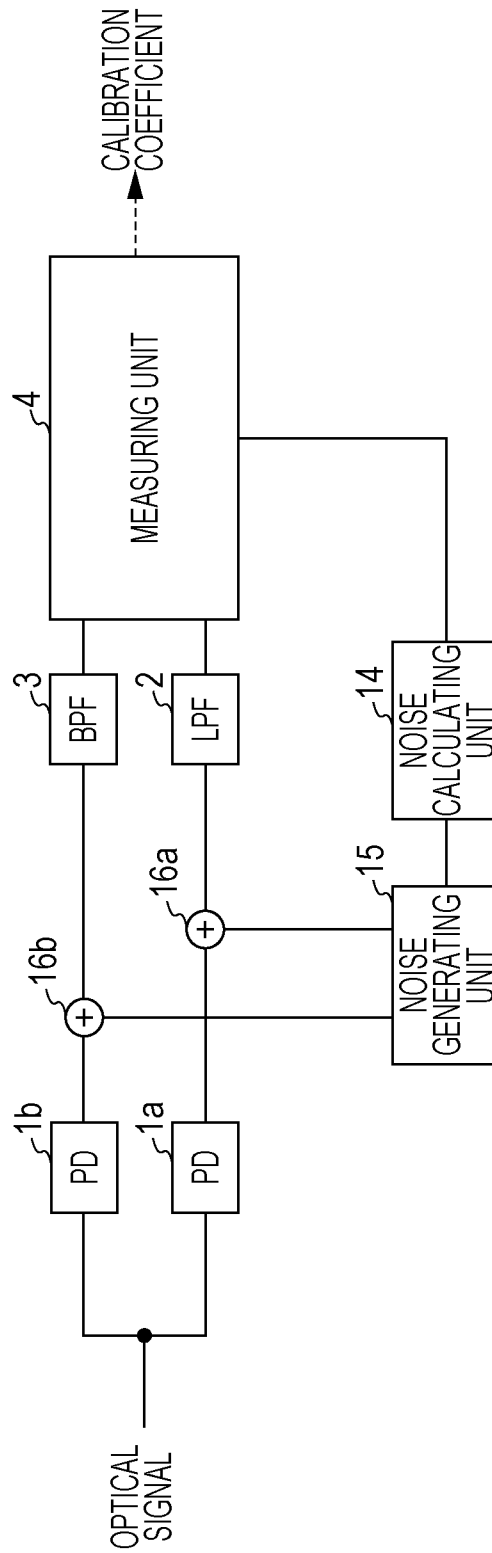 OPTICAL
SIGNAL
1b
PD
1a
PD
16b
+
16a
+
3
BPF
2
LPF
4
MEASURING UNIT
CALIBRATION
COEFFICIENT
15
NOISE
GENERATING
UNIT
14
NOISE
CALCULATING
UNIT